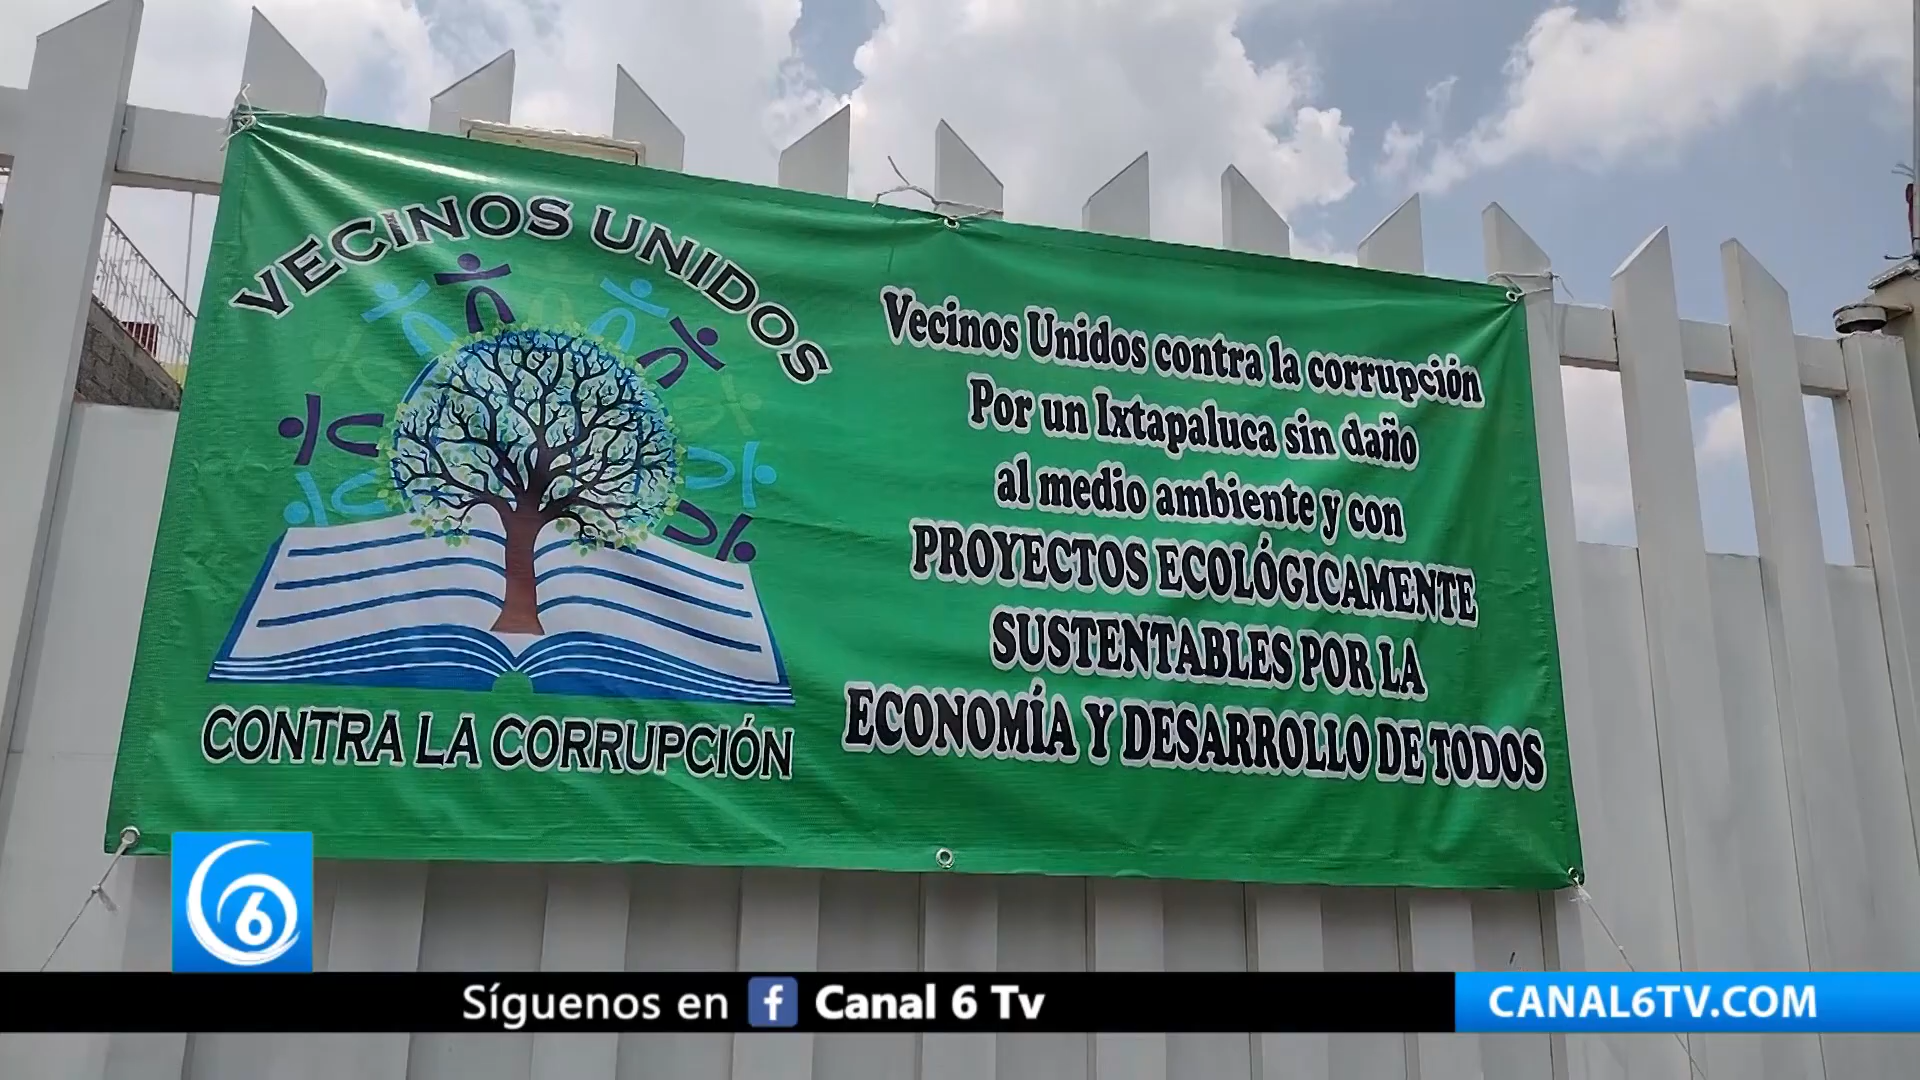 VECINOS UNIDOS
CONTRA LA CORRUPCIÓN
Vecinos Unidos contra la corrupción
Por un Ixtapaluca sin daño
al medio ambiente y con
PROYECTOS ECOLÓGICAMENTE
SUSTENTABLES POR LA
ECONOMÍA Y DESARROLLO DE TODOS
6
Síguenos en f Canal 6 Tv
CANAL6TV.COM